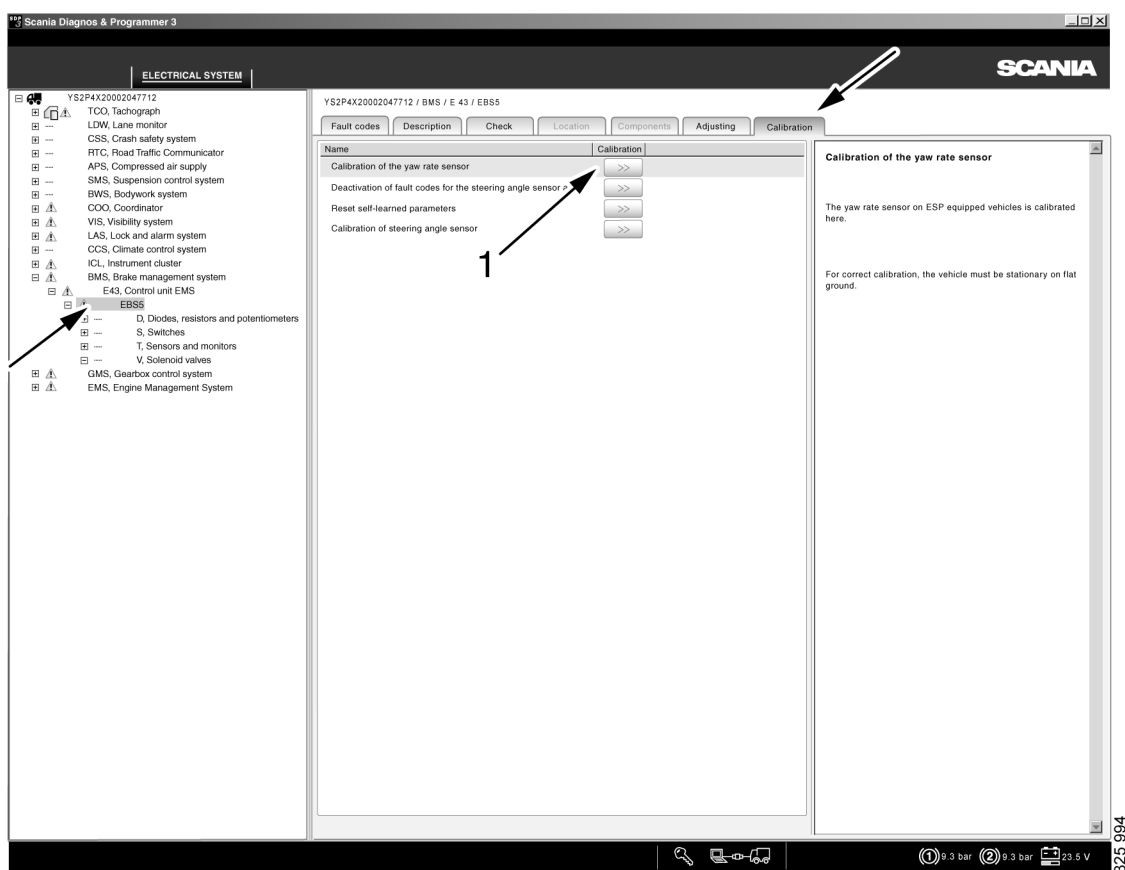 SDP 3 Scania Diagnos & Programmer 3
ELECTRICAL SYSTEM
SCANIA
YS2P4X20002047712
TCO, Tachograph
LDW, Lane monitor
CSS, Crash safety system
RTC, Road Traffic Communicator
APS, Compressed air supply
SMS, Suspension control system
BWS, Bodywork system
COO, Coordinator
VIS, Visibility system
LAS, Lock and alarm system
CCS, Climate control system
ICL, Instrument cluster
BMS, Brake management system
E43, Control unit EMS
EBS5
D, Diodes, resistors and potentiometers
S, Switches
T, Sensors and monitors
V, Solenoid valves
GMS, Gearbox control system
EMS, Engine Management System
YS2P4X20002047712 / BMS / E 43 / EBS5
Fault codes Description Check Location Components Adjusting Calibration
Name Calibration
Calibration of the yaw rate sensor >>
Deactivation of fault codes for the steering angle sensor >>
Reset self-learned parameters >>
Calibration of steering angle sensor >>
1
Calibration of the yaw rate sensor
The yaw rate sensor on ESP equipped vehicles is calibrated
here.
For correct calibration, the vehicle must be stationary on flat
ground.
1 9.3 bar 2 9.3 bar 23.5 V
325 994